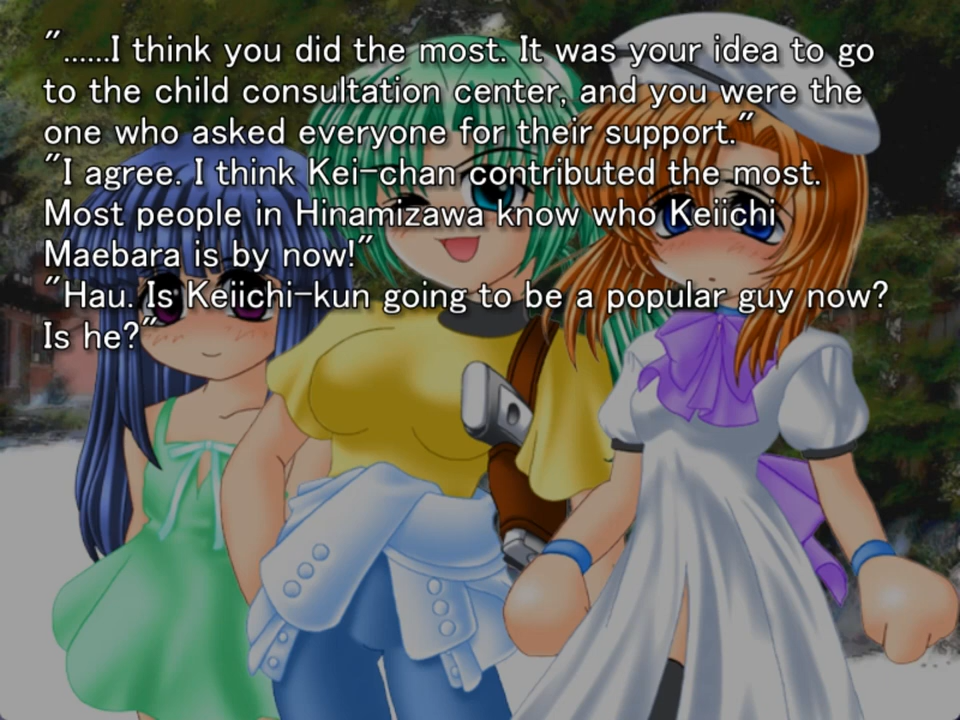 "......I think you did the most. It was your idea to go
to the child consultation center, and you were the
one who asked everyone for their support."
"I agree. I think Kei-chan contributed the most.
Most people in Hinamizawa know who Keiichi
Maebara is by now!"
"Hau. Is Keiichi-kun going to be a popular guy now?
Is he?"